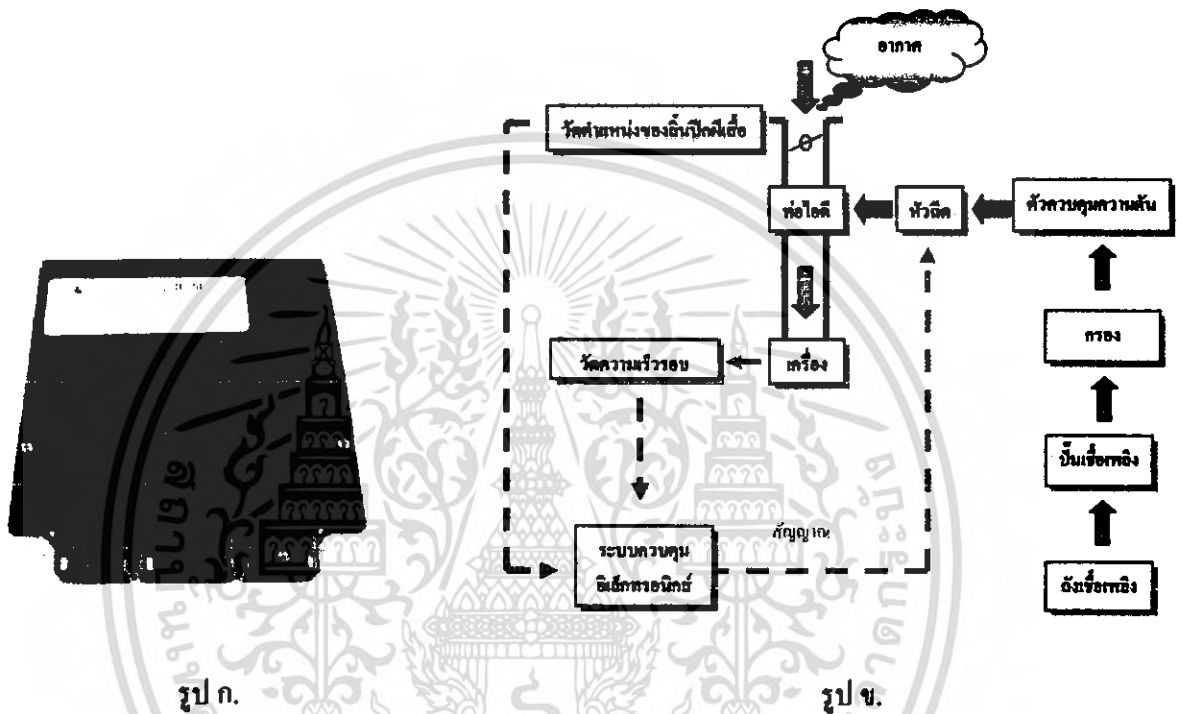 อากาศ
วัดตำแหน่งของลิ้นปีกผีเสื้อ
ท่อไอดี
หัวฉีด
ตัวควบคุมความดัน
กรอง
วัดความเร็วรอบ
เครื่อง
ปั๊มเชื้อเพลิง
ระบบควบคุม
อิเล็กทรอนิกส์
สัญญาณ
ถังเชื้อเพลิง
รูป ก.
รูป ข.